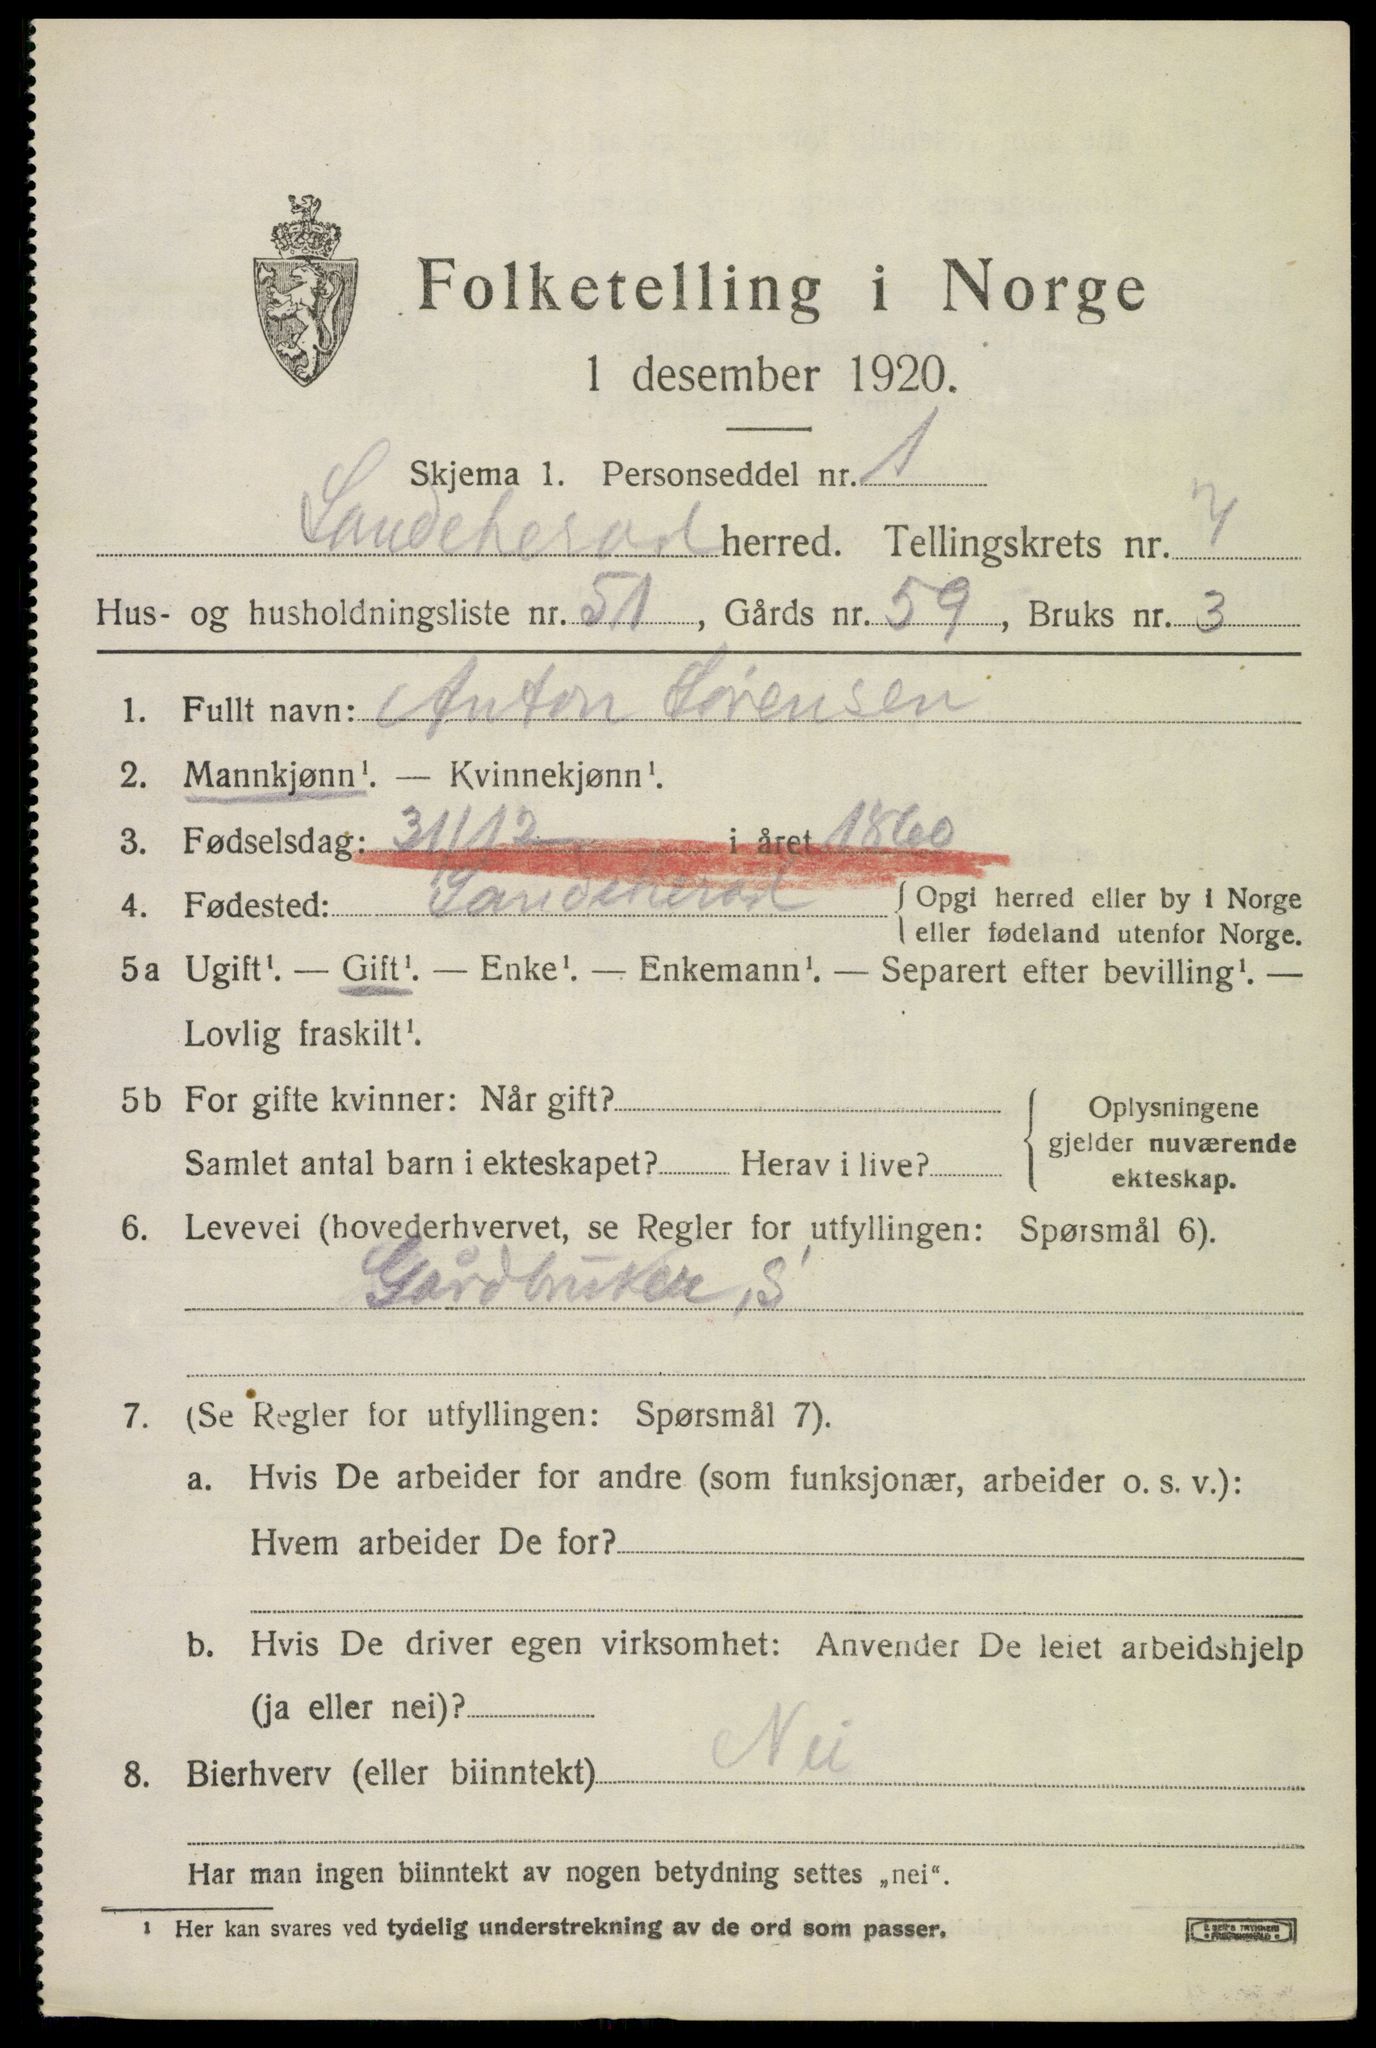 Folketelling i Norge
1 desember 1920.
Skjema 1. Personseddel nr. 1
Sandeherad herred. Tellingskrets nr. 7
Hus- og husholdningsliste nr. 51, Gårds nr. 59, Bruks nr. 3
1. Fullt navn: Anton Sørensen
2. Mannkjønn¹. — Kvinnekjønn¹.
3. Fødselsdag: 31/12 i året 1860
4. Fødested: Sandeherad { Opgi herred eller by i Norge
eller fødeland utenfor Norge.
5a Ugift¹. — Gift¹. — Enke¹. — Enkemann¹. — Separert efter bevilling¹. —
Lovlig fraskilt¹.
5b For gifte kvinner: Når gift?
Samlet antal barn i ekteskapet? Herav i live?
Oplysningene
gjelder nuværende
ekteskap.
6. Levevei (hovederhvervet, se Regler for utfyllingen: Spørsmål 6).
Gårdbruker, S
7. (Se Regler for utfyllingen: Spørsmål 7).
a. Hvis De arbeider for andre (som funksjonær, arbeider o. s. v.):
Hvem arbeider De for?
b. Hvis De driver egen virksomhet: Anvender De leiet arbeidshjelp
(ja eller nei)?
8. Bierhverv (eller biinntekt) Nei
Har man ingen biinntekt av nogen betydning settes „nei“.
¹ Her kan svares ved tydelig understrekning av de ord som passer.